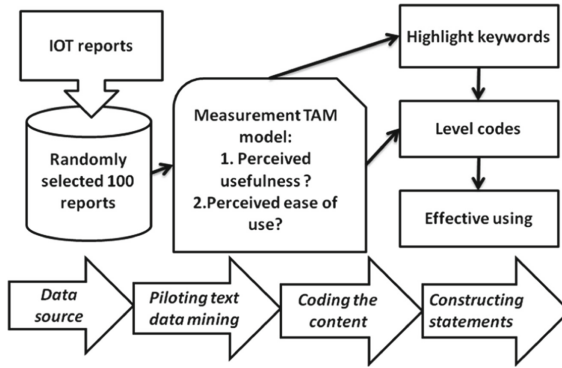 IOT reports
Randomly
selected 100
reports
Measurement TAM
model:
1. Perceived
usefulness ?
2.Perceived ease of
use?
Highlight keywords
Level codes
Effective using
Data
source
Piloting text
data mining
Coding the
content
Constructing
statements